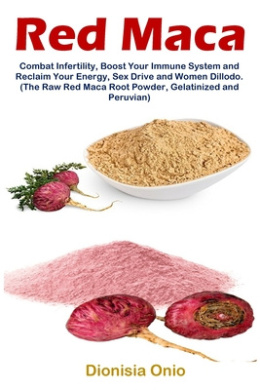 Red Maca
Combat Infertility, Boost Your Immune System and
Reclaim Your Energy, Sex Drive and Women Dillodo.
(The Raw Red Maca Root Powder, Gelatinized and
Peruvian)
Dionisia Onio